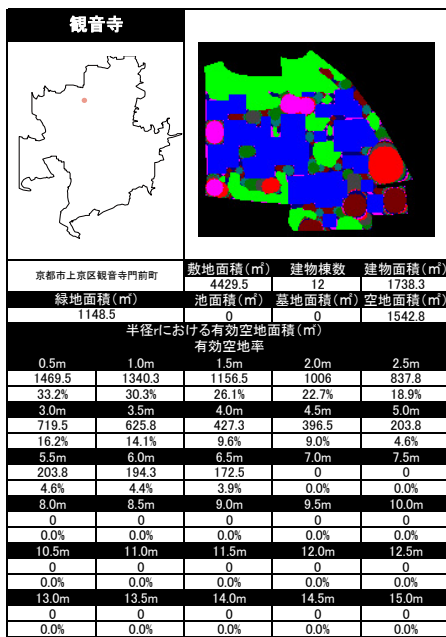 観音寺
京都市上京区観音寺門前町
敷地面積(㎡) 建物棟数 建物面積(㎡)
4429.5 12 1738.3
緑地面積(㎡) 池面積(㎡) 墓地面積(㎡) 空地面積(㎡)
1148.5 0 0 1542.8
半径rにおける有効空地面積(㎡)
有効空地率
0.5m 1.0m 1.5m 2.0m 2.5m
1469.5 1340.3 1156.5 1006 837.8
33.2% 30.3% 26.1% 22.7% 18.9%
3.0m 3.5m 4.0m 4.5m 5.0m
719.5 625.8 427.3 396.5 203.8
16.2% 14.1% 9.6% 9.0% 4.6%
5.5m 6.0m 6.5m 7.0m 7.5m
203.8 194.3 172.5 0 0
4.6% 4.4% 3.9% 0.0% 0.0%
8.0m 8.5m 9.0m 9.5m 10.0m
0 0 0 0 0
0.0% 0.0% 0.0% 0.0% 0.0%
10.5m 11.0m 11.5m 12.0m 12.5m
0 0 0 0 0
0.0% 0.0% 0.0% 0.0% 0.0%
13.0m 13.5m 14.0m 14.5m 15.0m
0 0 0 0 0
0.0% 0.0% 0.0% 0.0% 0.0%